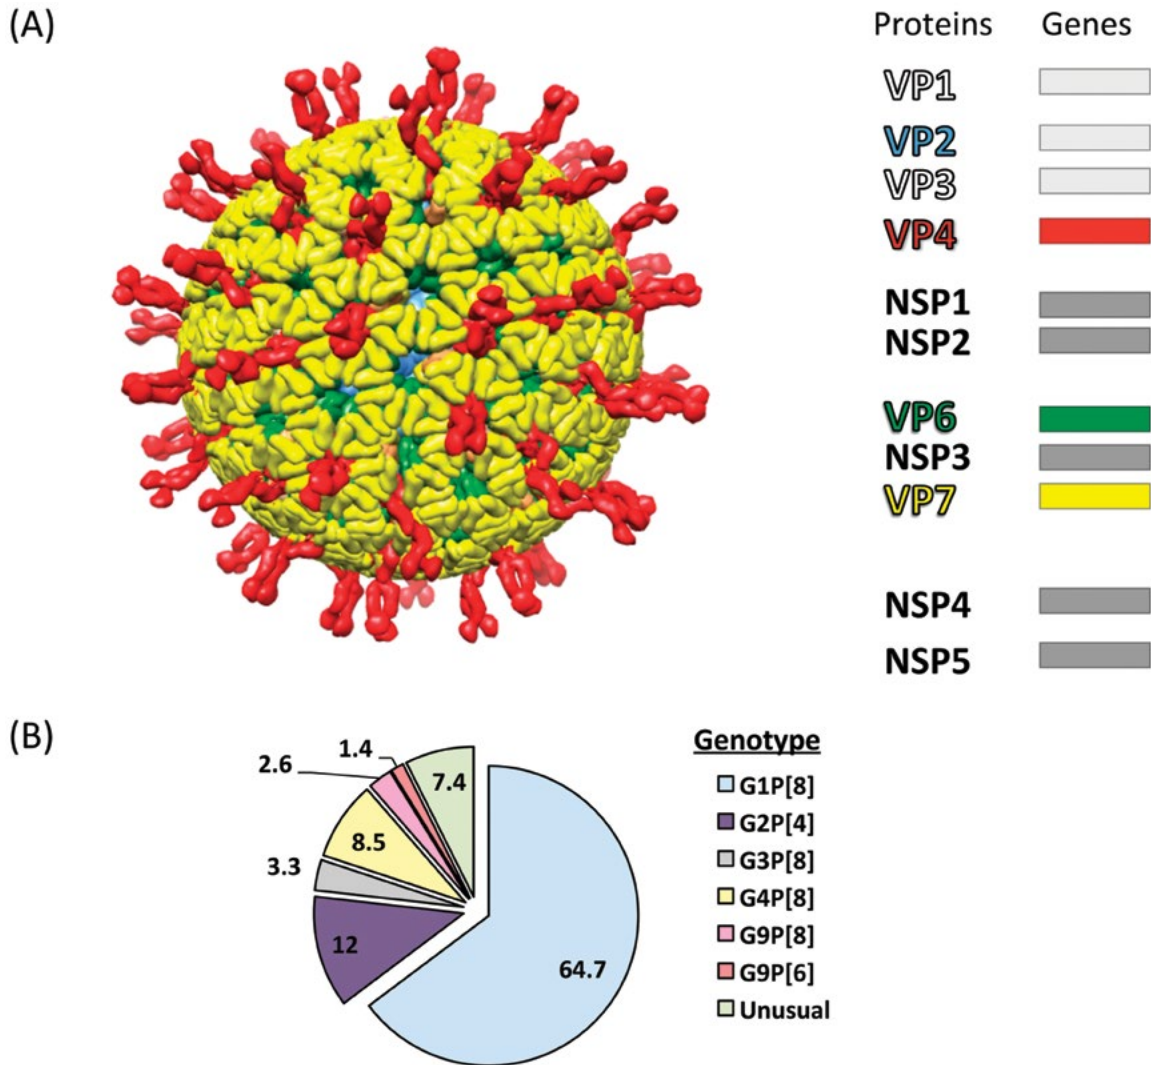 (A)
Proteins Genes
VP1
VP2
VP3
VP4
NSP1
NSP2
VP6
NSP3
VP7
NSP4
NSP5
(B)
1.4
2.6
7.4
8.5
3.3
12
64.7
Genotype
G1P[8]
G2P[4]
G3P[8]
G4P[8]
G9P[8]
G9P[6]
Unusual